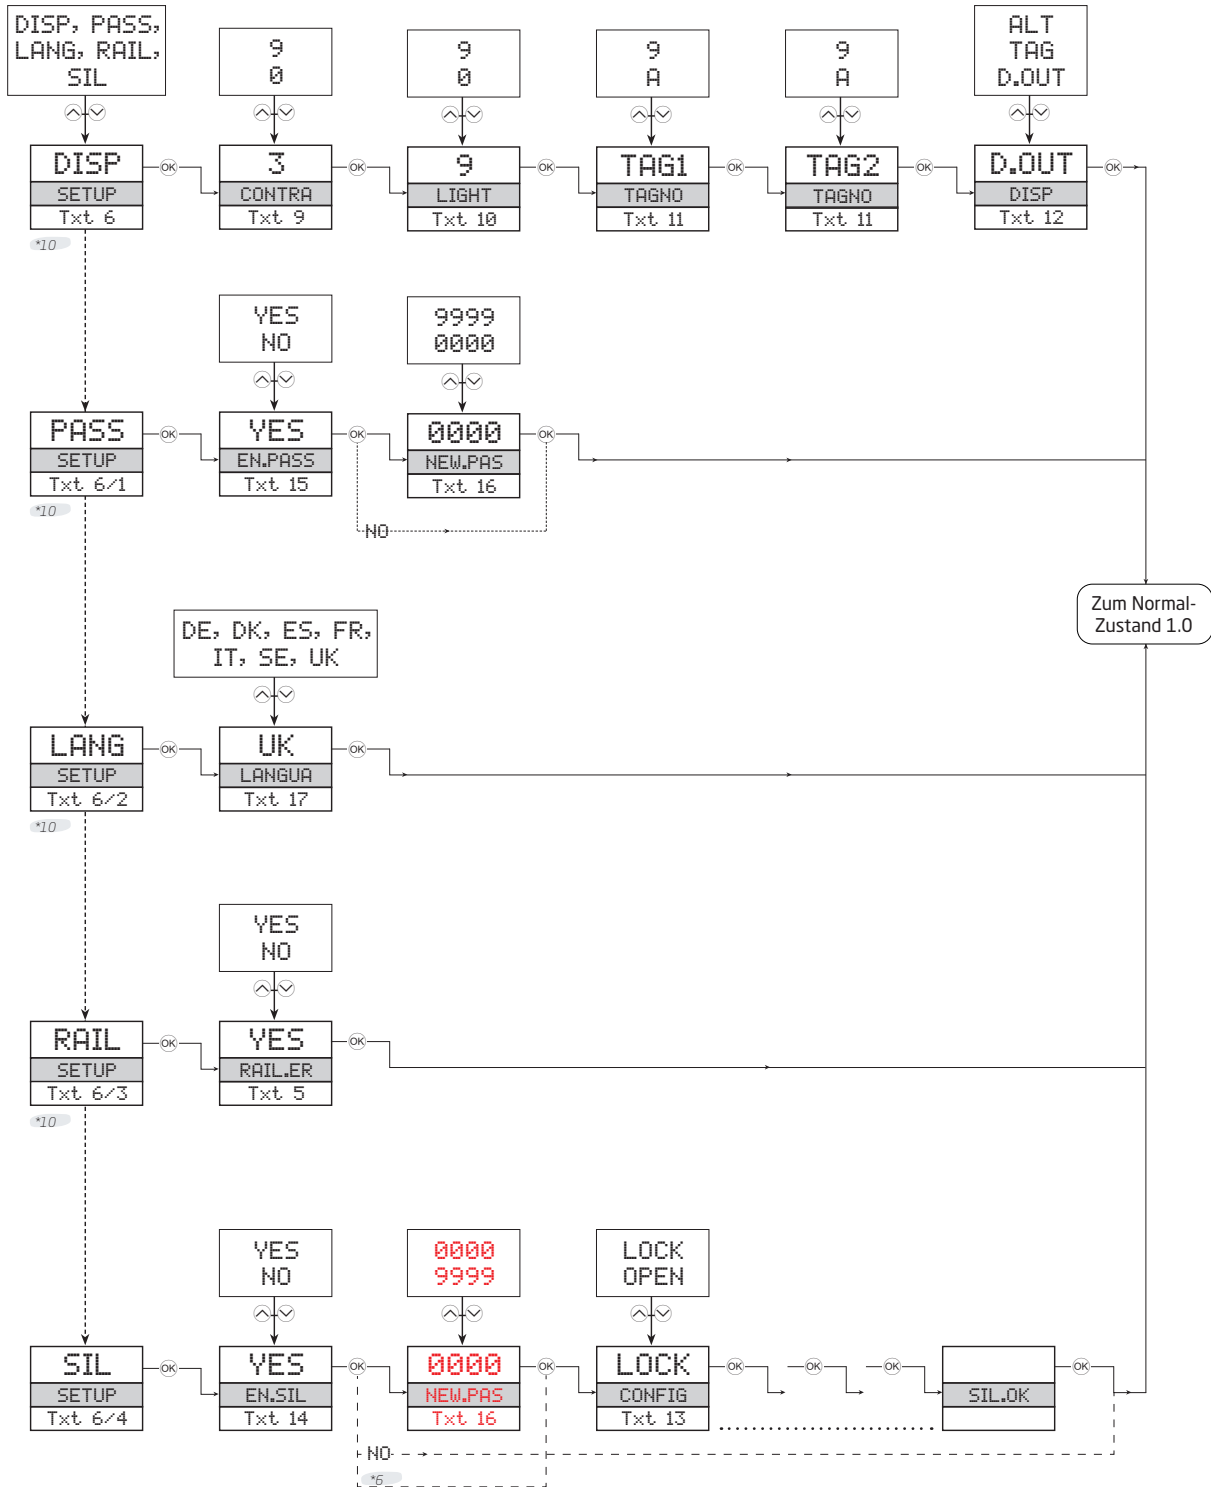 DISP, PASS,
LANG, RAIL,
SIL
9
0
9
0
9
A
9
A
ALT
TAG
D.OUT
DISP
SETUP
Txt 6
OK
3
CONTRA
Txt 9
OK
9
LIGHT
Txt 10
OK
TAG1
TAGNO
Txt 11
OK
TAG2
TAGNO
Txt 11
OK
D.OUT
DISP
Txt 12
OK
*10
YES
NO
9999
0000
PASS
SETUP
Txt 6/1
OK
YES
EN.PASS
Txt 15
OK
0000
NEW.PAS
Txt 16
OK
*10
NO
Zum Normal-
Zustand 1.0
DE, DK, ES, FR,
IT, SE, UK
LANG
SETUP
Txt 6/2
OK
UK
LANGUA
Txt 17
OK
*10
YES
NO
RAIL
SETUP
Txt 6/3
OK
YES
RAIL.ER
Txt 5
OK
*10
YES
NO
0000
9999
LOCK
OPEN
SIL
SETUP
Txt 6/4
OK
YES
EN.SIL
Txt 14
OK
0000
NEW.PAS
Txt 16
OK
LOCK
CONFIG
Txt 13
OK
OK
OK
SIL.OK
OK
NO
*6